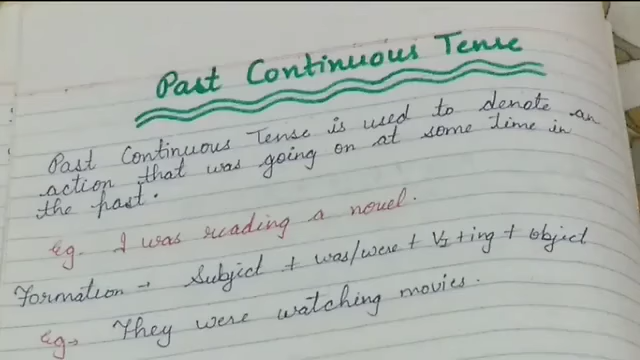 Past Continuous Tense
Past Continuous Tense is used to denote an
action that was going on at some time in
the past.
Eg. I was reading a novel.
Formation → Subject + was/were + V1 + ing + object
Eg → They were watching movies.